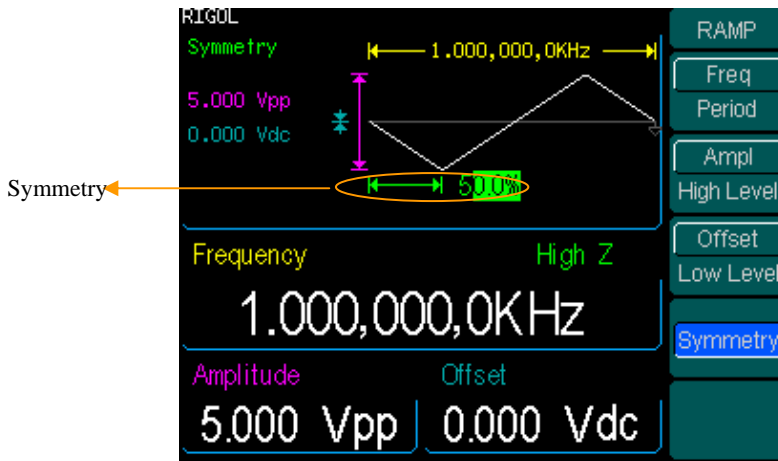 RIGOL
Symmetry
1.000,000,0KHz
5.000 Vpp
0.000 Vdc
Symmetry
50.0%
Frequency
High Z
1.000,000,0KHz
Amplitude
Offset
5.000 Vpp
0.000 Vdc
RAMP
Freq
Period
Ampl
High Level
Offset
Low Level
Symmetry